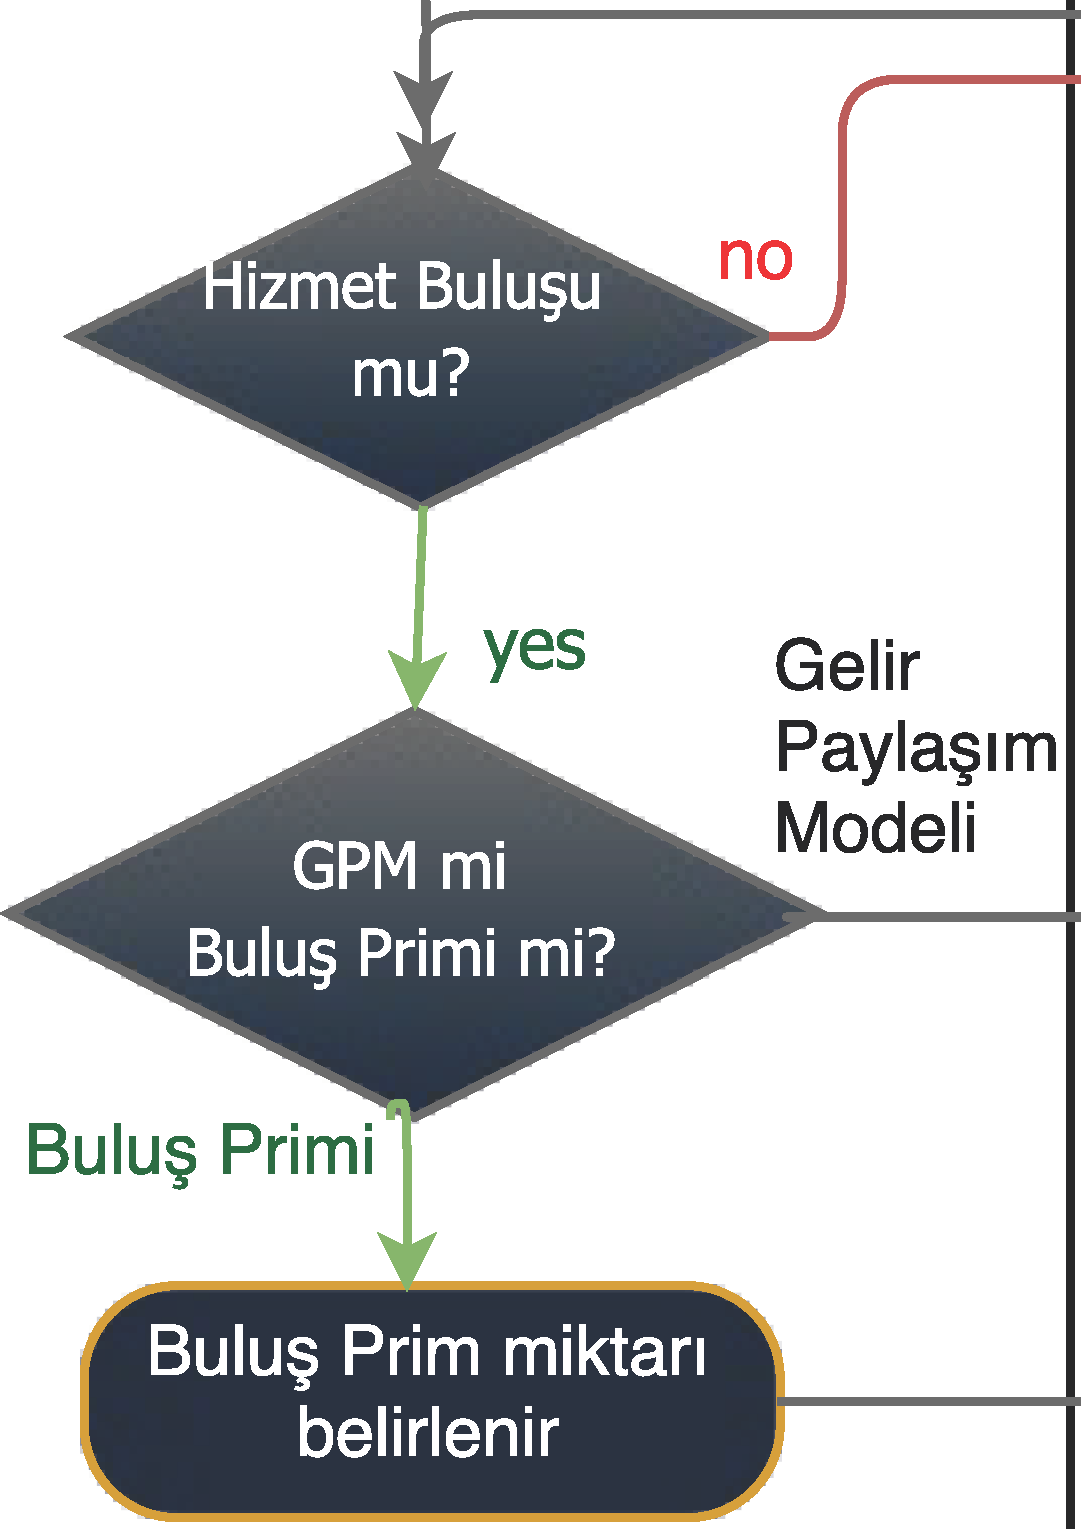 Hizmet Buluşu
mu?
no
yes
Gelir
Paylaşım
Modeli
GPM mi
Buluş Primi mi?
Buluş Primi
Buluş Prim miktarı
belirlenir